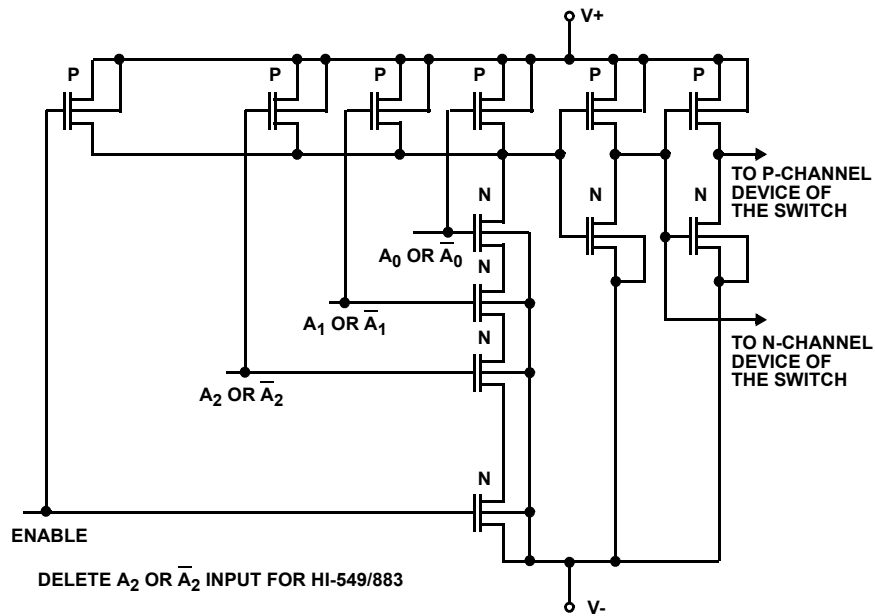 V+
P
P
P
P
P
P
TO P-CHANNEL
DEVICE OF
THE SWITCH
N
N
N
A0 OR A̅0
N
A1 OR A̅1
N
TO N-CHANNEL
DEVICE OF
THE SWITCH
A2 OR A̅2
N
ENABLE
DELETE A2 OR A̅2 INPUT FOR HI-549/883
V-